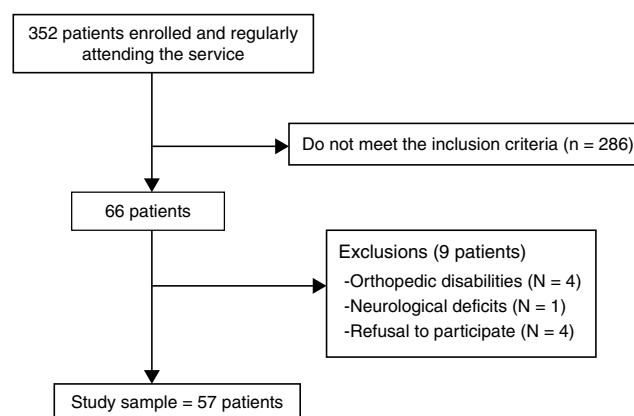 352 patients enrolled and regularly
attending the service
Do not meet the inclusion criteria (n = 286)
66 patients
Exclusions (9 patients)
-Orthopedic disabilities (N = 4)
-Neurological deficits (N = 1)
-Refusal to participate (N = 4)
Study sample = 57 patients